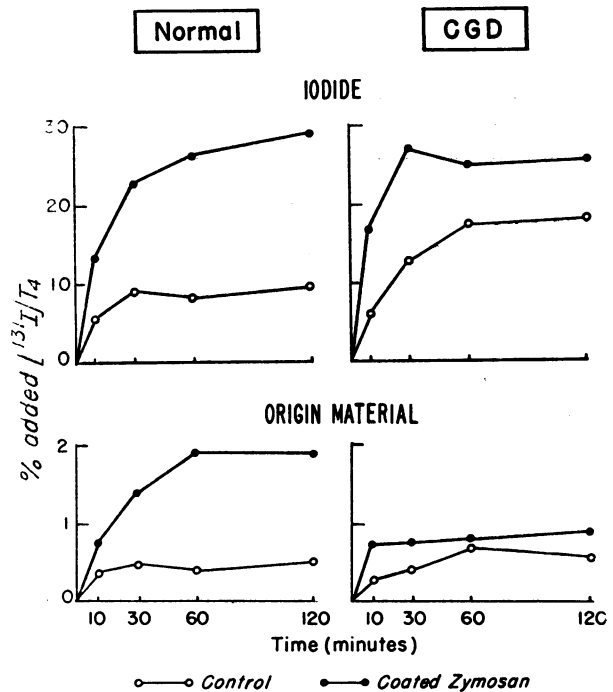 Normal
CGD
IODIDE
30
20
10
0
% added [131I]T4
ORIGIN MATERIAL
2
1
0
10 30 60 120
10 30 60 120
Time (minutes)
Control
Coated Zymosan